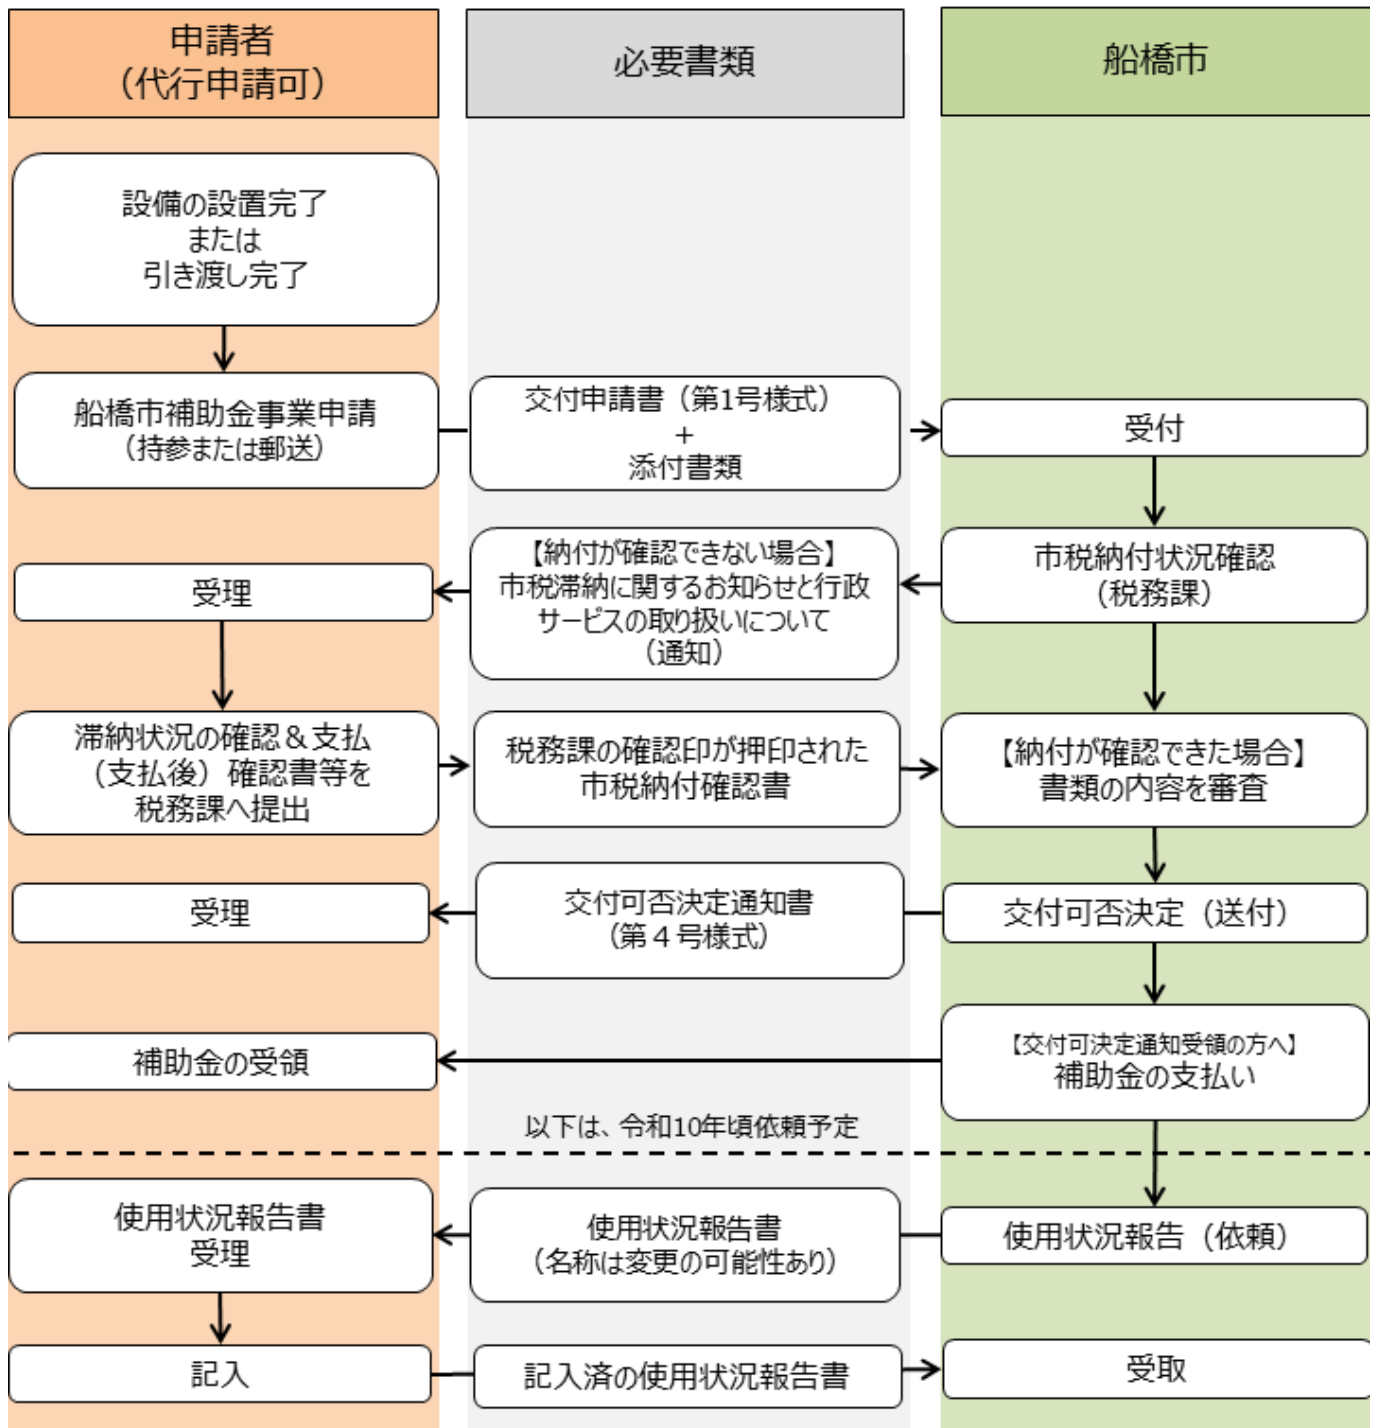 申請者
（代行申請可）
必要書類
船橋市
設備の設置完了
または
引き渡し完了
船橋市補助金事業申請
（持参または郵送）
交付申請書（第1号様式）
+
添付書類
受付
市税納付状況確認
（税務課）
【納付が確認できない場合】
市税滞納に関するお知らせと行政
サービスの取り扱いについて
（通知）
受理
滞納状況の確認＆支払
（支払後）確認書等を
税務課へ提出
税務課の確認印が押印された
市税納付確認書
【納付が確認できた場合】
書類の内容を審査
交付可否決定（送付）
交付可否決定通知書
（第４号様式）
受理
【交付可決定通知受領の方へ】
補助金の支払い
補助金の受領
以下は、令和10年頃依頼予定
使用状況報告（依頼）
使用状況報告書
（名称は変更の可能性あり）
使用状況報告書
受理
記入
記入済の使用状況報告書
受取